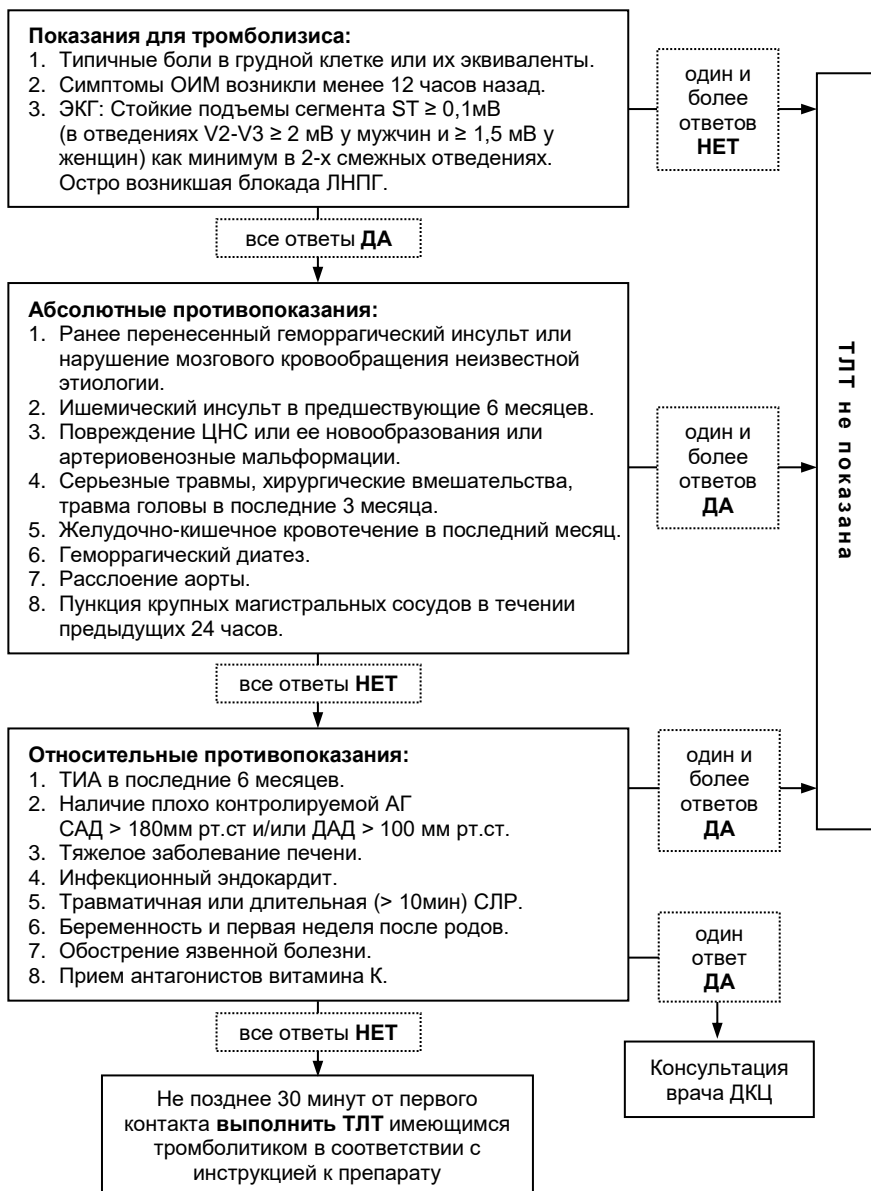 Показания для тромболизиса:
1. Типичные боли в грудной клетке или их эквиваленты.
2. Симптомы ОИМ возникли менее 12 часов назад.
3. ЭКГ: Стойкие подъемы сегмента ST ≥ 0,1мВ
(в отведениях V2-V3 ≥ 2 мВ у мужчин и ≥ 1,5 мВ у
женщин) как минимум в 2-х смежных отведениях.
Остро возникшая блокада ЛНПГ.
один и
более
ответов
НЕТ
все ответы ДА
Абсолютные противопоказания:
1. Ранее перенесенный геморрагический инсульт или
нарушение мозгового кровообращения неизвестной
этиологии.
2. Ишемический инсульт в предшествующие 6 месяцев.
3. Повреждение ЦНС или ее новообразования или
артериовенозные мальформации.
4. Серьезные травмы, хирургические вмешательства,
травма головы в последние 3 месяца.
5. Желудочно-кишечное кровотечение в последний месяц.
6. Геморрагический диатез.
7. Расслоение аорты.
8. Пункция крупных магистральных сосудов в течении
предыдущих 24 часов.
один и
более
ответов
ДА
ТЛТ не показана
все ответы НЕТ
Относительные противопоказания:
1. ТИА в последние 6 месяцев.
2. Наличие плохо контролируемой АГ
САД > 180мм рт.ст и/или ДАД > 100 мм рт.ст.
3. Тяжелое заболевание печени.
4. Инфекционный эндокардит.
5. Травматичная или длительная (> 10мин) СЛР.
6. Беременность и первая неделя после родов.
7. Обострение язвенной болезни.
8. Прием антагонистов витамина К.
один и
более
ответов
ДА
один
ответ
ДА
все ответы НЕТ
Консультация
врача ДКЦ
Не позднее 30 минут от первого
контакта выполнить ТЛТ имеющимся
тромболитиком в соответствии с
инструкцией к препарату